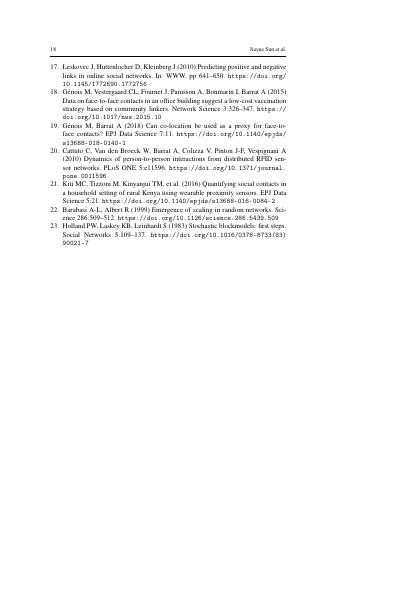 18 Jiayue Sun et al.
17. Leskovec J, Huttenlocher D, Kleinberg J (2010) Predicting positive and negative
links in online social networks. In: WWW, pp 641–650. https://doi.org/
10.1145/1772690.1772756
18. Génois M, Vestergaard CL, Fournet J, Panisson A, Bonmarin I, Barrat A (2015)
Data on face-to-face contacts in an office building suggest a low-cost vaccination
strategy based on community linkers. Network Science 3:326–347. https://
doi.org/10.1017/nws.2015.10
19. Génois M, Barrat A (2018) Can co-location be used as a proxy for face-to-
face contacts? EPJ Data Science 7:11. https://doi.org/10.1140/epjds/
s13688-018-0140-1
20. Cattuto C, Van den Broeck W, Barrat A, Colizza V, Pinton J-F, Vespignani A
(2010) Dynamics of person-to-person interactions from distributed RFID sen-
sor networks. PLoS ONE 5:e11596. https://doi.org/10.1371/journal.
pone.0011596
21. Kiti MC, Tizzoni M, Kinyanjui TM, et al. (2016) Quantifying social contacts in
a household setting of rural Kenya using wearable proximity sensors. EPJ Data
Science 5:21. https://doi.org/10.1140/epjds/s13688-016-0084-2
22. Barabasi A-L, Albert R (1999) Emergence of scaling in random networks. Sci-
ence 286:509–512. https://doi.org/10.1126/science.286.5439.509
23. Holland PW, Laskey KB, Leinhardt S (1983) Stochastic blockmodels: first steps.
Social Networks 5:109–137. https://doi.org/10.1016/0378-8733(83)
90021-7